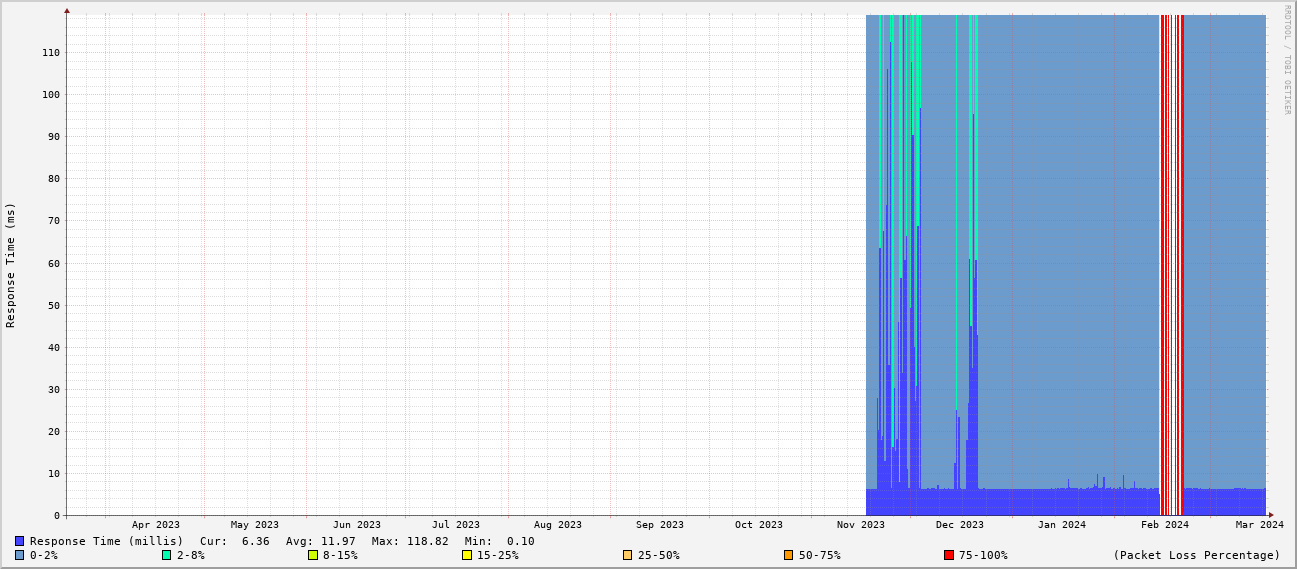 RRDTOOL / TOBI OETIKER
Response Time (ms)
110
100
90
80
70
60
50
40
30
20
10
0
Apr 2023 May 2023 Jun 2023 Jul 2023 Aug 2023 Sep 2023 Oct 2023 Nov 2023 Dec 2023 Jan 2024 Feb 2024 Mar 2024
Response Time (millis) Cur: 6.36 Avg: 11.97 Max: 118.82 Min: 0.10
0-2% 2-8% 8-15% 15-25% 25-50% 50-75% 75-100% (Packet Loss Percentage)